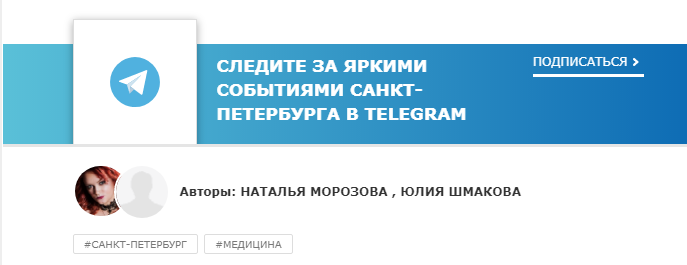 СЛЕДИТЕ ЗА ЯРКИМИ
СОБЫТИЯМИ САНКТ-
ПЕТЕРБУРГА В TELEGRAM
ПОДПИСАТЬСЯ
Авторы: НАТАЛЬЯ МОРОЗОВА , ЮЛИЯ ШМАКОВА
#САНКТ-ПЕТЕРБУРГ #МЕДИЦИНА